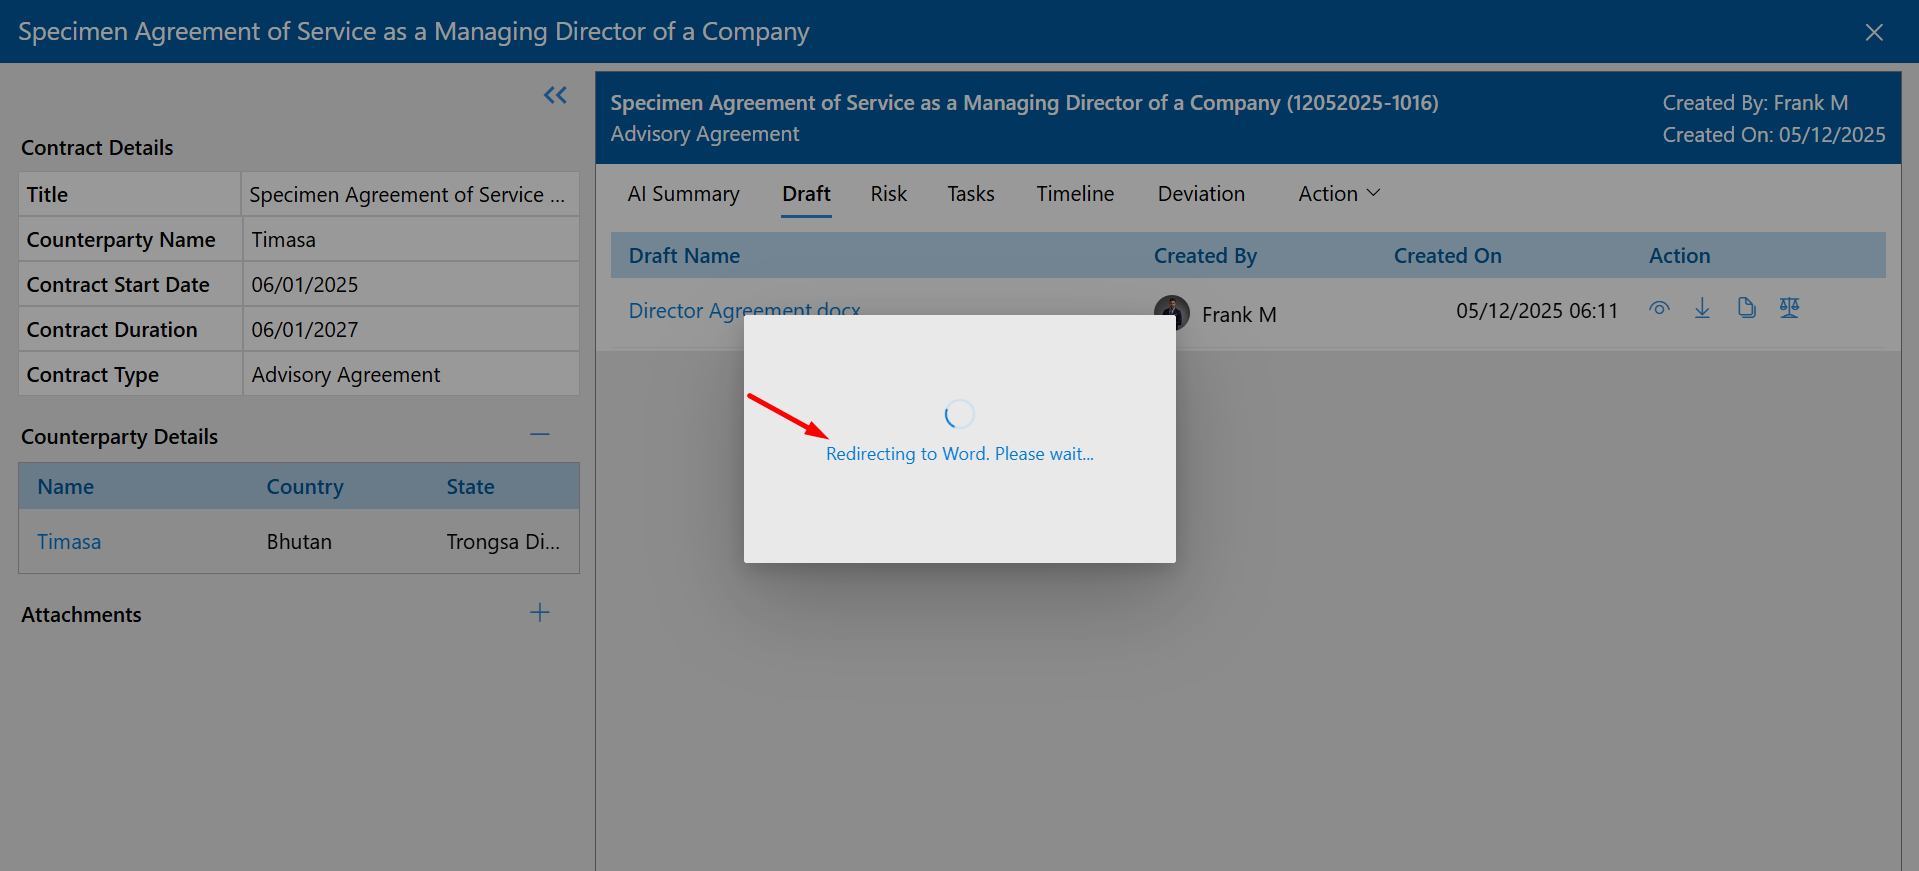 Specimen Agreement of Service as a Managing Director of a Company
Contract Details
Title Specimen Agreement of Service ...
Counterparty Name Timasa
Contract Start Date 06/01/2025
Contract Duration 06/01/2027
Contract Type Advisory Agreement
Counterparty Details
Name Country State
Timasa Bhutan Trongsa Di...
Attachments
Specimen Agreement of Service as a Managing Director of a Company (12052025-1016)
Advisory Agreement
Created By: Frank M
Created On: 05/12/2025
AI Summary Draft Risk Tasks Timeline Deviation Action
Draft Name Created By Created On Action
Director Agreement.docx Frank M 05/12/2025 06:11
Redirecting to Word. Please wait...